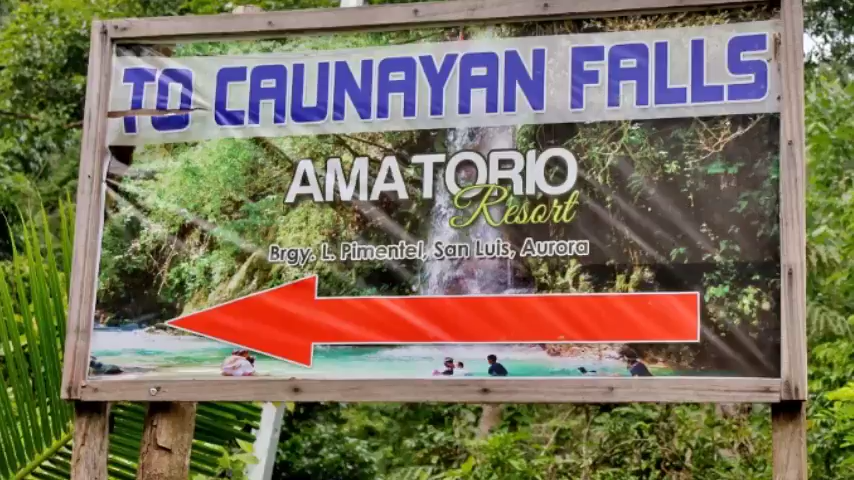 TO CAUNAYAN FALLS
AMATORIO
Resort
Brgy. L. Pimentel, San Luis, Aurora